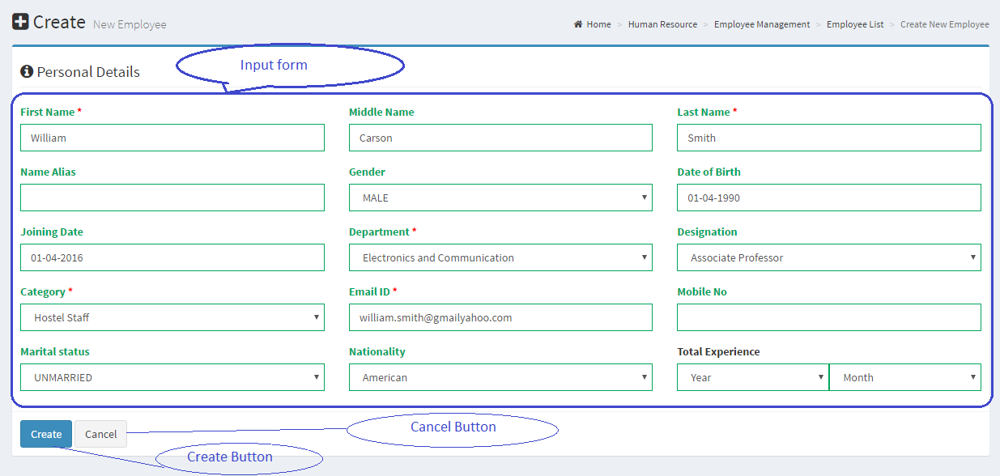 Create New Employee
Home > Human Resource > Employee Management > Employee List > Create New Employee
Input form
Personal Details
First Name * Middle Name Last Name *
William Carson Smith
Name Alias Gender Date of Birth
MALE 01-04-1990
Joining Date Department * Designation
01-04-2016 Electronics and Communication Associate Professor
Category * Email ID * Mobile No
Hostel Staff william.smith@gmailyahoo.com
Marital status Nationality Total Experience
UNMARRIED American Year Month
Create Cancel Cancel Button
Create Button